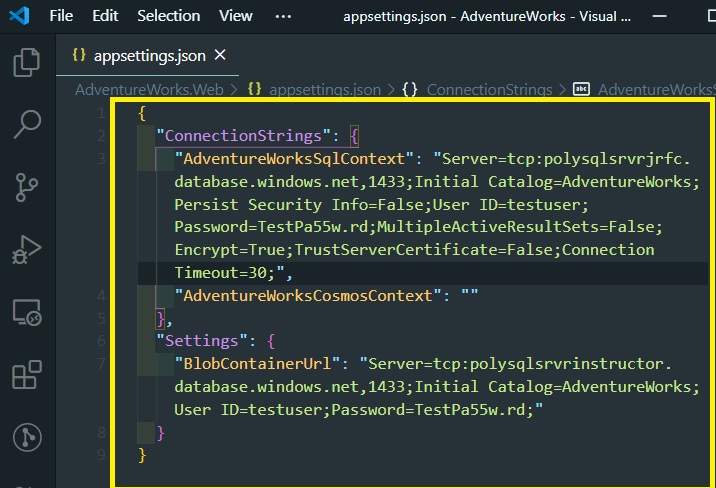 File Edit Selection View ··· appsettings.json - AdventureWorks - Visual ...
{ } appsettings.json ×
AdventureWorks.Web > { } appsettings.json > { } ConnectionStrings > abc AdventureWorksS
1 {
2 "ConnectionStrings": {
3 "AdventureWorksSqlContext": "Server=tcp:polysqlsrvrjrfc.
database.windows.net,1433;Initial Catalog=AdventureWorks;
Persist Security Info=False;User ID=testuser;
Password=TestPa55w.rd;MultipleActiveResultSets=False;
Encrypt=True;TrustServerCertificate=False;Connection
Timeout=30;",
4 "AdventureWorksCosmosContext": ""
5 },
6 "Settings": {
7 "BlobContainerUrl": "Server=tcp:polysqlsrvrinstructor.
database.windows.net,1433;Initial Catalog=AdventureWorks;
User ID=testuser;Password=TestPa55w.rd;"
8 }
9 }